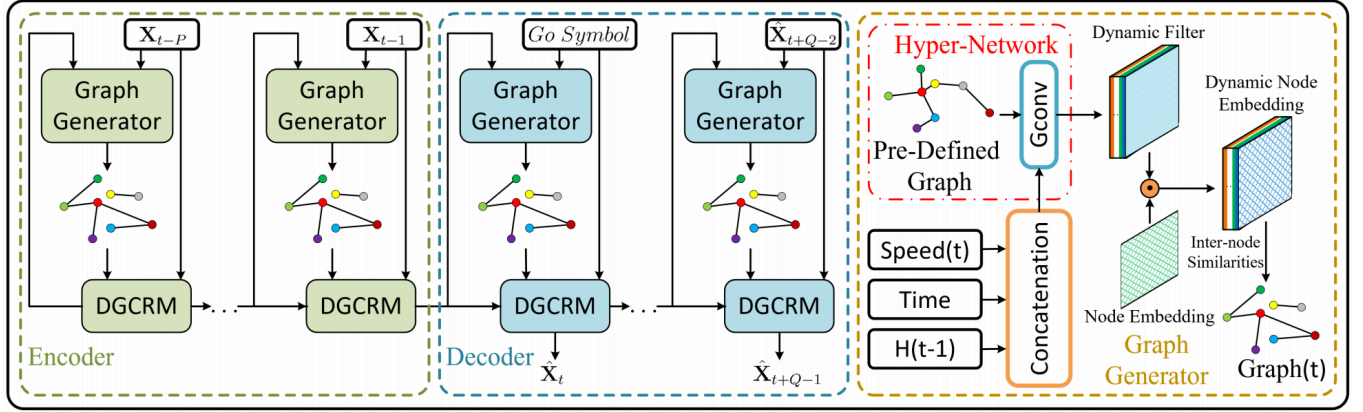 X_{t-P}
Graph
Generator
DGCRM
...
X_{t-1}
Graph
Generator
DGCRM
Encoder
Go Symbol
Graph
Generator
DGCRM
...
X̂_t
X̂_{t+Q-2}
Graph
Generator
DGCRM
X̂_{t+Q-1}
Decoder
Hyper-Network
Pre-Defined
Graph
Gconv
Speed(t)
Time
H(t-1)
Concatenation
Dynamic Filter
Dynamic Node
Embedding
Node Embedding
Inter-node
Similarities
Graph(t)
Graph
Generator